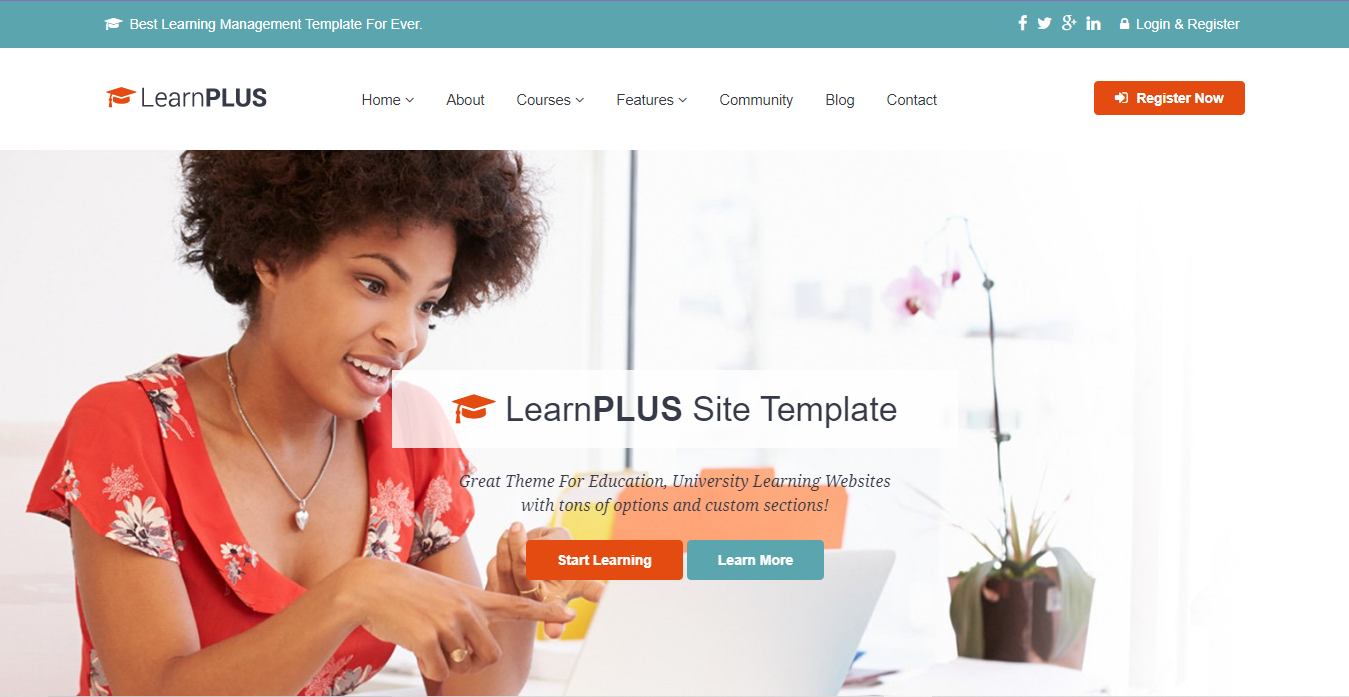 Best Learning Management Template For Ever.
Login & Register
LearnPLUS
Home
About
Courses
Features
Community
Blog
Contact
Register Now
LearnPLUS Site Template
Great Theme For Education, University Learning Websites
with tons of options and custom sections!
Start Learning
Learn More